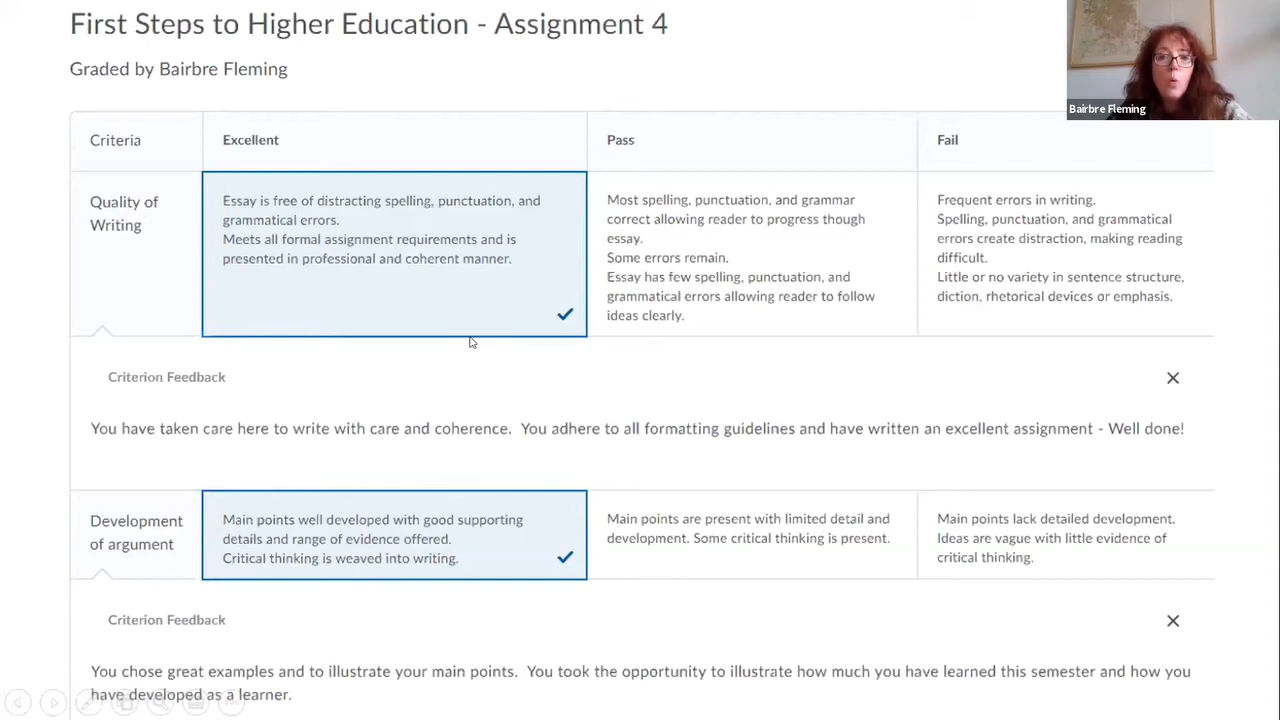 First Steps to Higher Education - Assignment 4
Graded by Bairbre Fleming
Bairbre Fleming
Criteria
Excellent
Pass
Fail
Quality of
Writing
Essay is free of distracting spelling, punctuation, and
grammatical errors.
Meets all formal assignment requirements and is
presented in professional and coherent manner.
Most spelling, punctuation, and grammar
correct allowing reader to progress though
essay.
Some errors remain.
Essay has few spelling, punctuation, and
grammatical errors allowing reader to follow
ideas clearly.
Frequent errors in writing.
Spelling, punctuation, and grammatical
errors create distraction, making reading
difficult.
Little or no variety in sentence structure,
diction, rhetorical devices or emphasis.
Criterion Feedback
You have taken care here to write with care and coherence. You adhere to all formatting guidelines and have written an excellent assignment - Well done!
Development
of argument
Main points well developed with good supporting
details and range of evidence offered.
Critical thinking is weaved into writing.
Main points are present with limited detail and
development. Some critical thinking is present.
Main points lack detailed development.
Ideas are vague with little evidence of
critical thinking.
Criterion Feedback
You chose great examples and to illustrate your main points. You took the opportunity to illustrate how much you have learned this semester and how you
have developed as a learner.